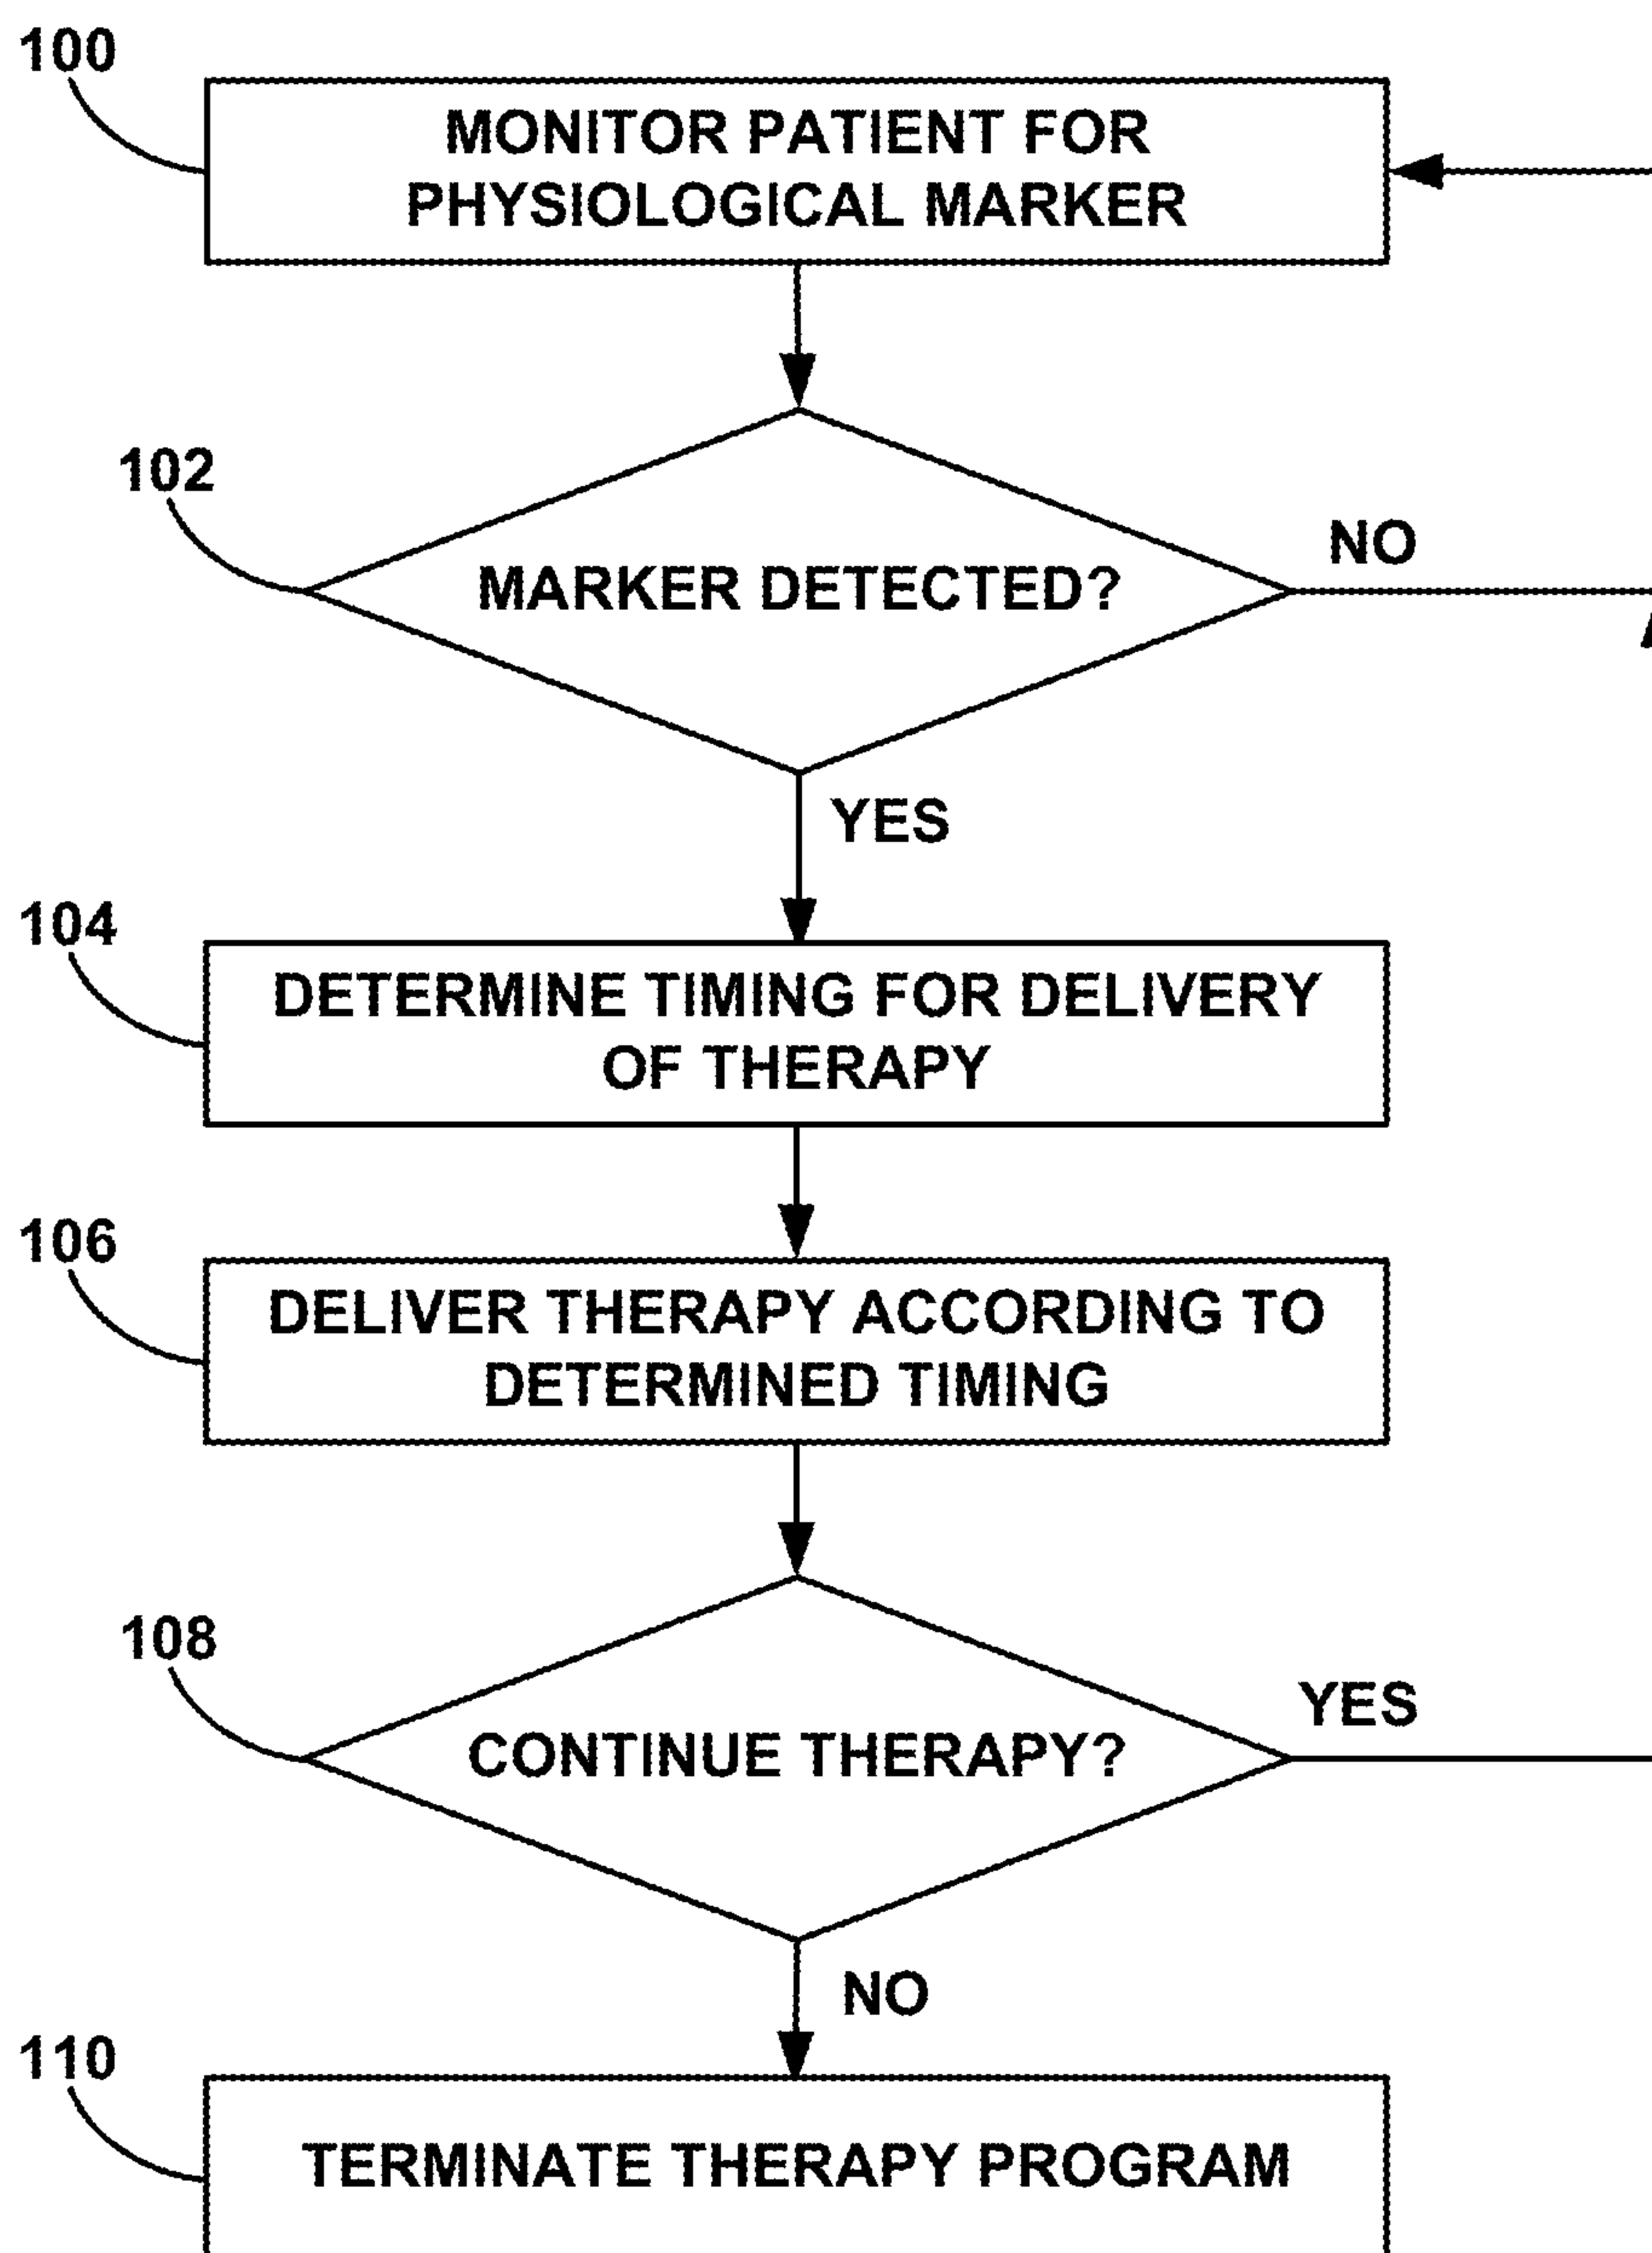 100
MONITOR PATIENT FOR
PHYSIOLOGICAL MARKER
102
MARKER DETECTED?
NO
YES
104
DETERMINE TIMING FOR DELIVERY
OF THERAPY
106
DELIVER THERAPY ACCORDING TO
DETERMINED TIMING
108
CONTINUE THERAPY?
YES
NO
110
TERMINATE THERAPY PROGRAM